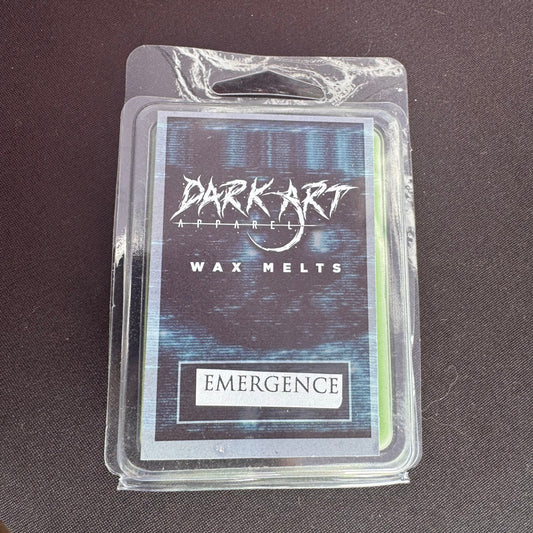 DARK ART
APPAREL
WAX MELTS
EMERGENCE